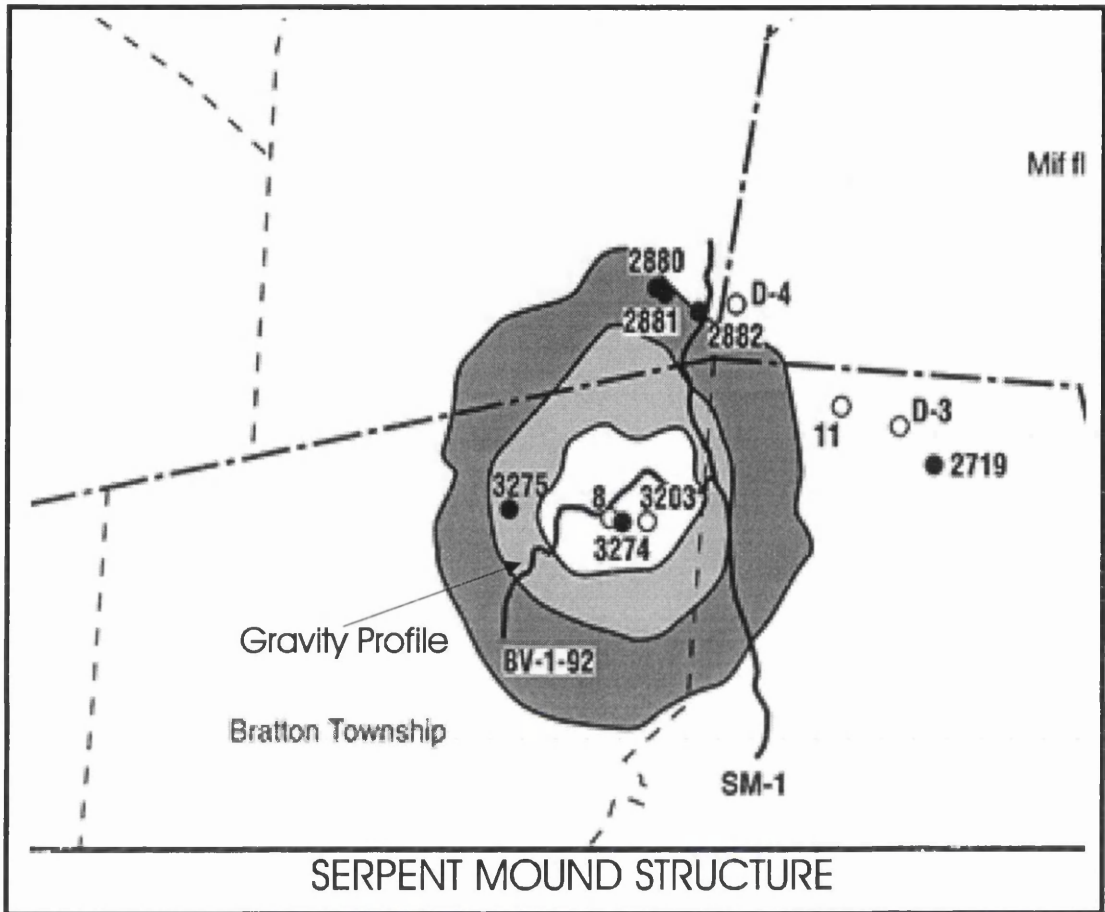 Mif fl
2880
D-4
2881
2882
11
D-3
2719
3275
8
3203
3274
Gravity Profile
BV-1-92
Bratton Township
SM-1
SERPENT MOUND STRUCTURE